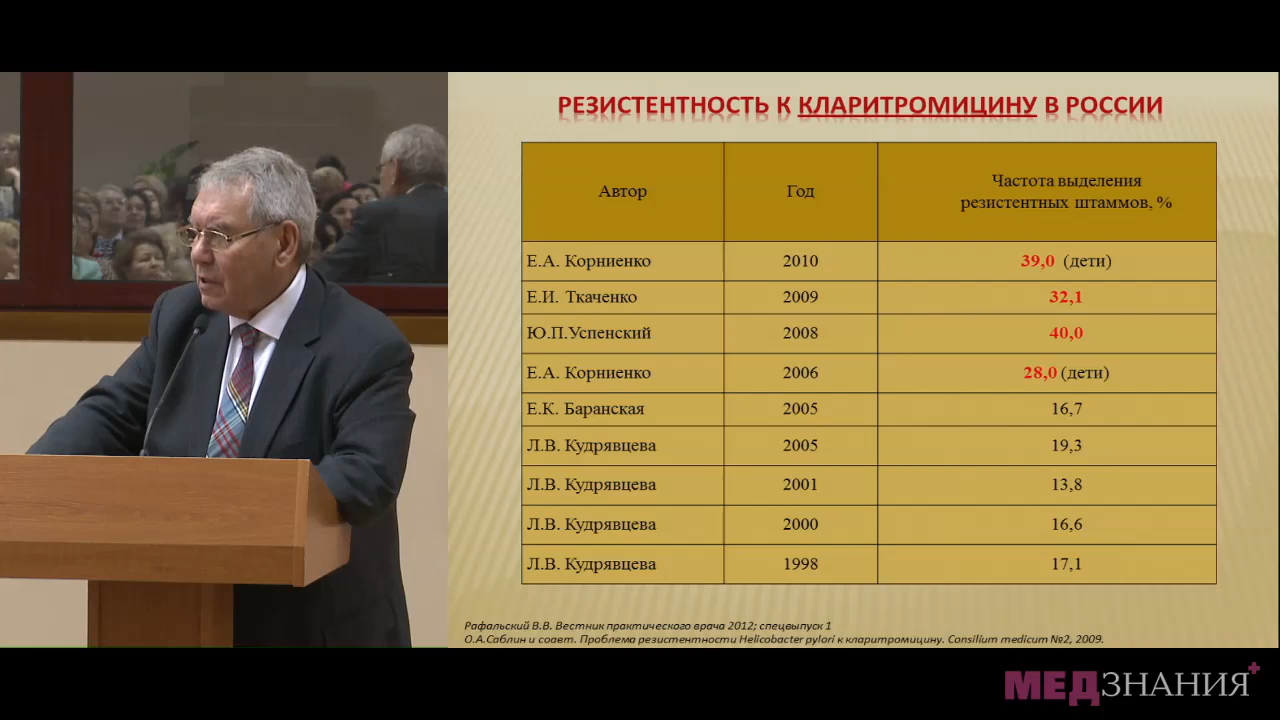 РЕЗИСТЕНТНОСТЬ К КЛАРИТРОМИЦИНУ В РОССИИ
Автор Год Частота выделения
резистентных штаммов, %
Е.А. Корниенко 2010 39,0 (дети)
Е.И. Ткаченко 2009 32,1
Ю.П.Успенский 2008 40,0
Е.А. Корниенко 2006 28,0 (дети)
Е.К. Баранская 2005 16,7
Л.В. Кудрявцева 2005 19,3
Л.В. Кудрявцева 2001 13,8
Л.В. Кудрявцева 2000 16,6
Л.В. Кудрявцева 1998 17,1
Рафальский В.В. Вестник практического врача 2012; спецвыпуск 1
О.А.Саблин и соавт. Проблема резистентности Helicobacter pylori к кларитромицину. Consilium medicum №2, 2009.
МЕДЗНАНИЯ+